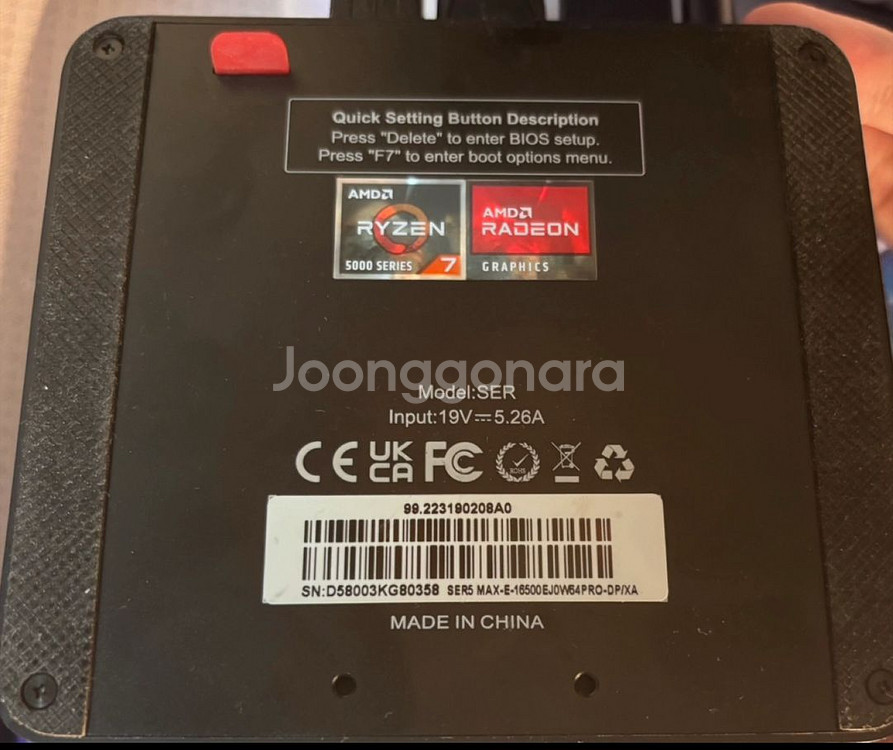 Quick Setting Button Description
Press "Delete" to enter BIOS setup.
Press "F7" to enter boot options menu.
AMD
RYZEN
5000 SERIES 7
AMD
RADEON
GRAPHICS
Joonggonara
Model:SER
Input:19V⎓5.26A
CE UK CA FC
99.223190208A0
SN:D58003KG80358 SER5 MAX-E-16500EJ0W64PRO-DP/XA
MADE IN CHINA